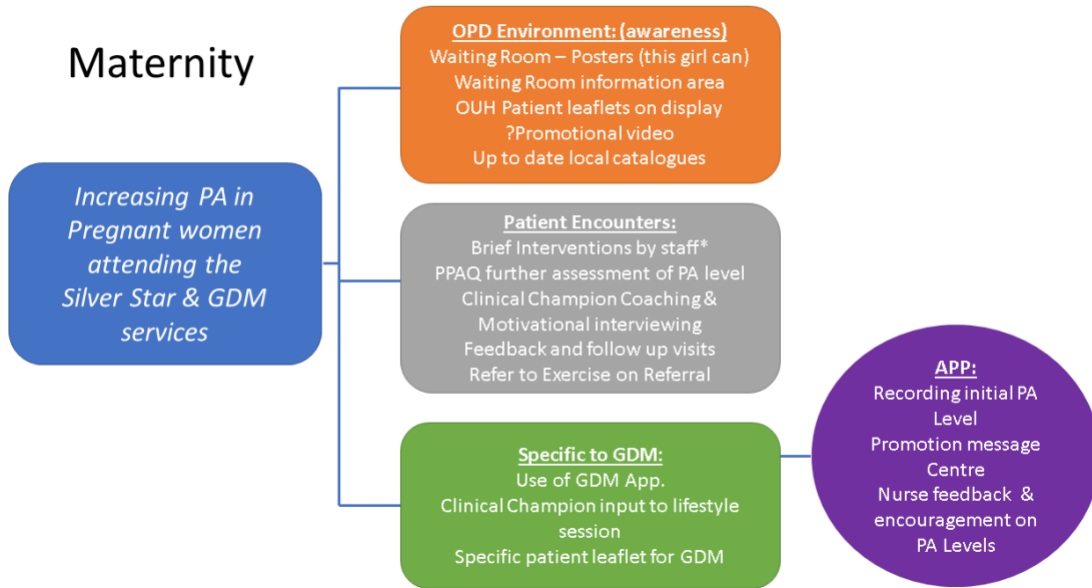 Maternity
Increasing PA in
Pregnant women
attending the
Silver Star & GDM
services
OPD Environment: (awareness)
Waiting Room – Posters (this girl can)
Waiting Room information area
OUH Patient leaflets on display
?Promotional video
Up to date local catalogues
Patient Encounters:
Brief Interventions by staff*
PPAQ further assessment of PA level
Clinical Champion Coaching &
Motivational interviewing
Feedback and follow up visits
Refer to Exercise on Referral
Specific to GDM:
Use of GDM App.
Clinical Champion input to lifestyle
session
Specific patient leaflet for GDM
APP:
Recording initial PA
Level
Promotion message
Centre
Nurse feedback &
encouragement on
PA Levels